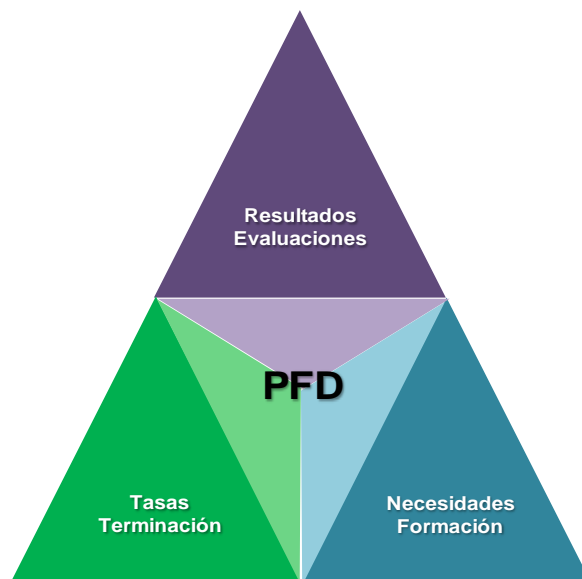 Resultados
Evaluaciones
PFD
Tasas
Terminación
Necesidades
Formación